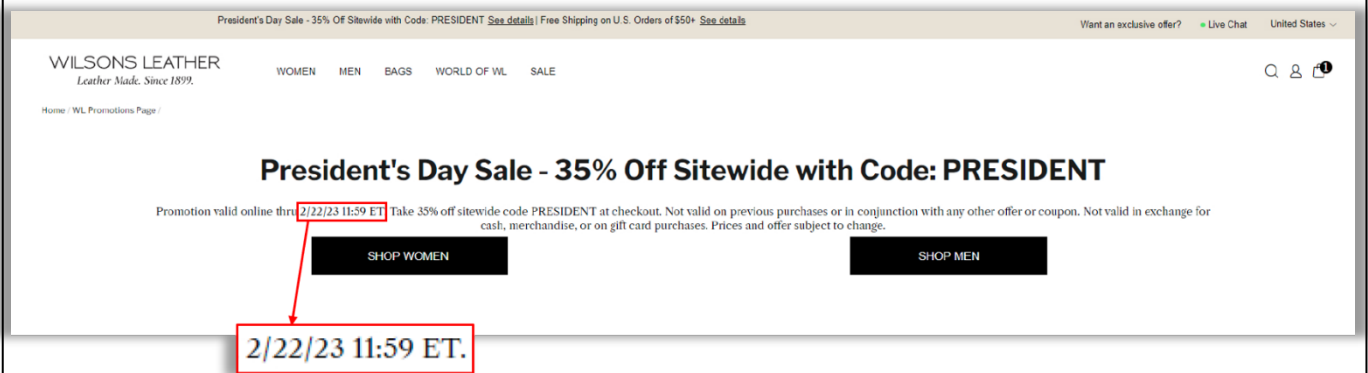 President's Day Sale - 35% Off Sitewide with Code: PRESIDENT See details | Free Shipping on U.S. Orders of $50+ See details
Want an exclusive offer? Live Chat United States
WILSONS LEATHER
Leather Made. Since 1899.
WOMEN MEN BAGS WORLD OF WL SALE
1
Home / WL Promotions Page /
President's Day Sale - 35% Off Sitewide with Code: PRESIDENT
Promotion valid online thru 2/22/23 11:59 ET. Take 35% off sitewide code PRESIDENT at checkout. Not valid on previous purchases or in conjunction with any other offer or coupon. Not valid in exchange for
cash, merchandise, or on gift card purchases. Prices and offer subject to change.
SHOP WOMEN SHOP MEN
2/22/23 11:59 ET.